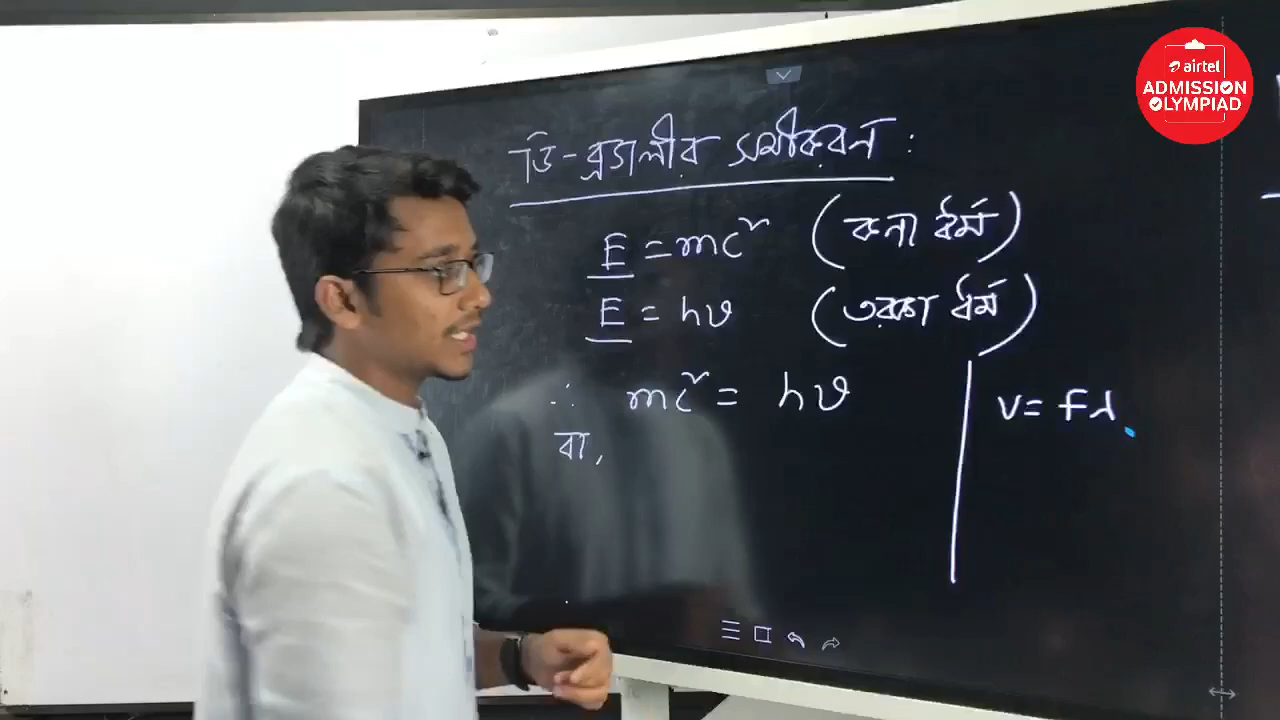 ডি-ব্রগলীর সমীকরণ :
E = mc² (কনা ধর্ম)
E = hυ (তরঙ্গ ধর্ম)
∴ mc² = hυ
বা,
v = fλ
airtel
ADMISSION
OLYMPIAD